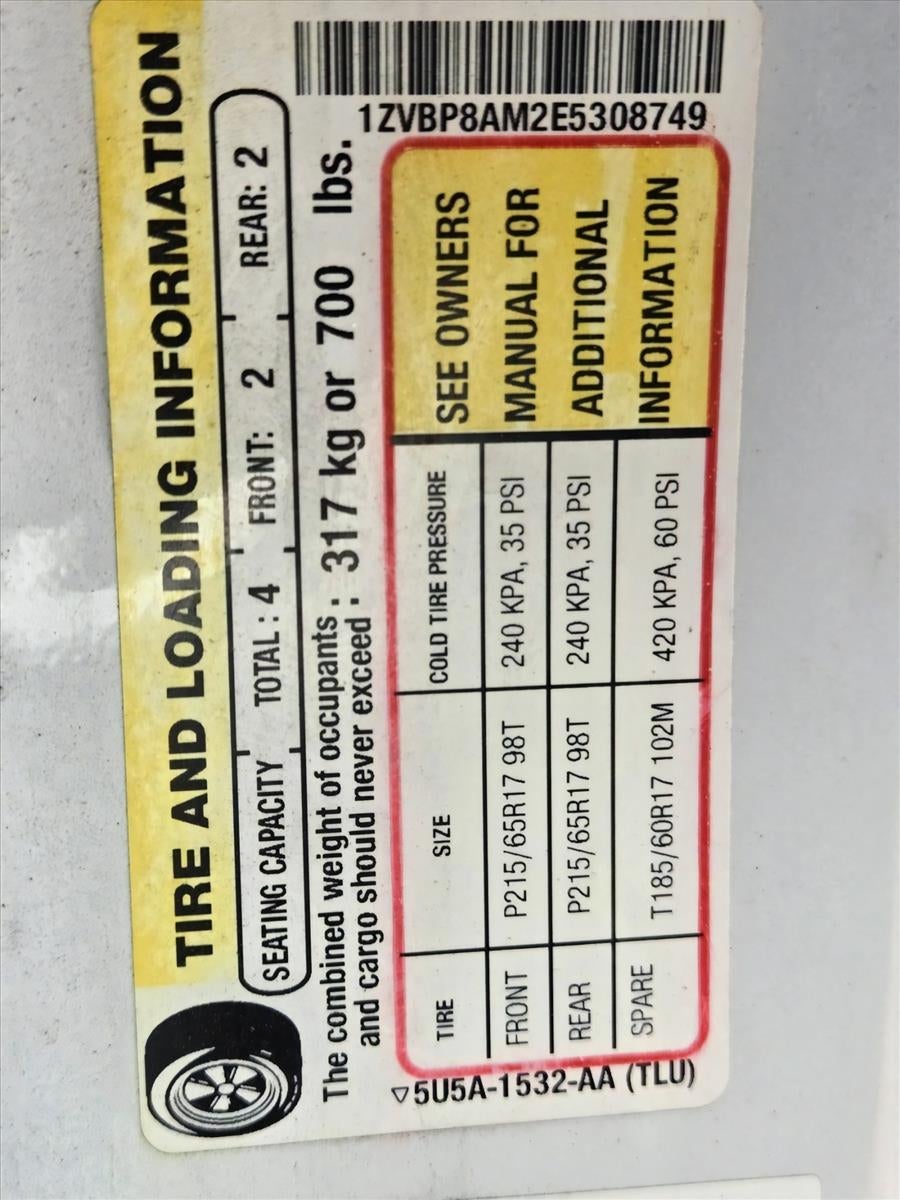 TIRE AND LOADING INFORMATION
SEATING CAPACITY TOTAL : 4 FRONT: 2 REAR: 2
The combined weight of occupants and cargo should never exceed : 317 kg or 700 lbs.
1ZVBP8AM2E5308749
TIRE SIZE COLD TIRE PRESSURE
FRONT P215/65R17 98T 240 KPA, 35 PSI
REAR P215/65R17 98T 240 KPA, 35 PSI
SPARE T185/60R17 102M 420 KPA, 60 PSI
SEE OWNERS
MANUAL FOR
ADDITIONAL
INFORMATION
▽5U5A-1532-AA (TLU)